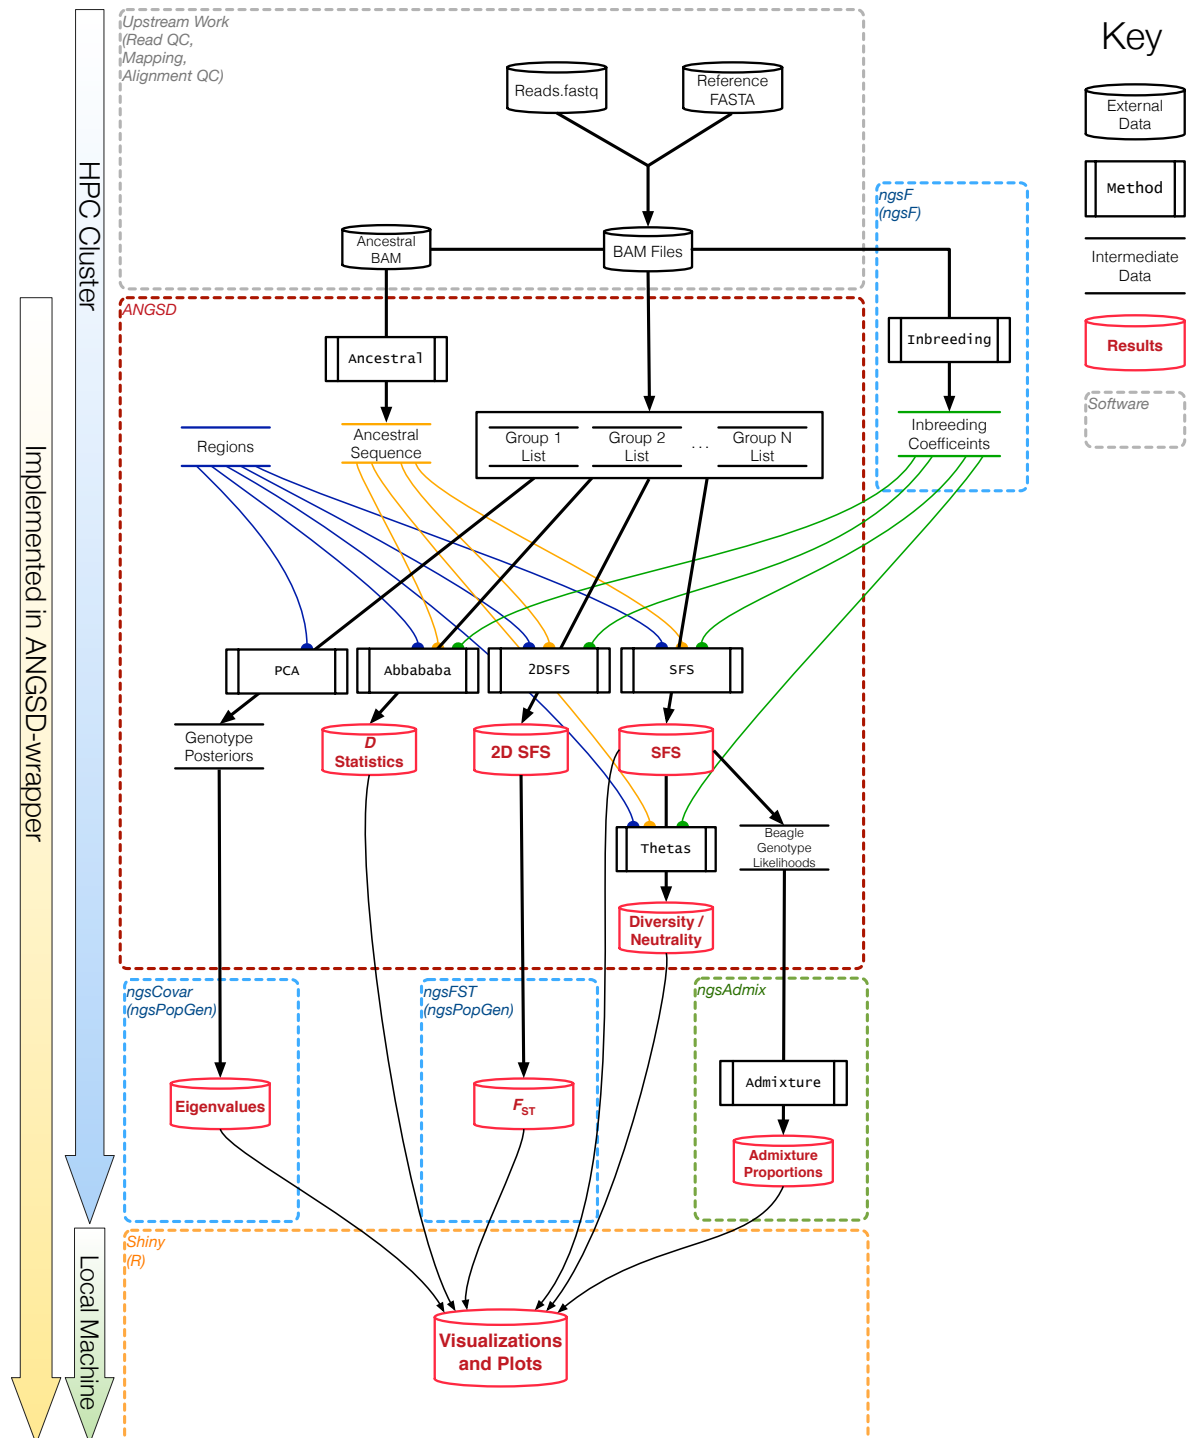 Upstream Work
(Read QC,
Mapping,
Alignment QC)
Reads.fastq
Reference
FASTA
Key
External
Data
Method
Intermediate
Data
Results
Software
HPC Cluster
Ancestral
BAM
BAM Files
ngsF
(ngsF)
Inbreeding
Inbreeding
Coefficeints
ANGSD
Ancestral
Regions
Ancestral
Sequence
Group 1
List
Group 2
List
...
Group N
List
Implemented in ANGSD-wrapper
PCA
Abbababa
2DSFS
SFS
Genotype
Posteriors
D
Statistics
2D SFS
SFS
Thetas
Beagle
Genotype
Likelihoods
Diversity /
Neutrality
ngsCovar
(ngsPopGen)
ngsFST
(ngsPopGen)
ngsAdmix
Eigenvalues
FST
Admixture
Admixture
Proportions
Local Machine
Shiny
(R)
Visualizations
and Plots